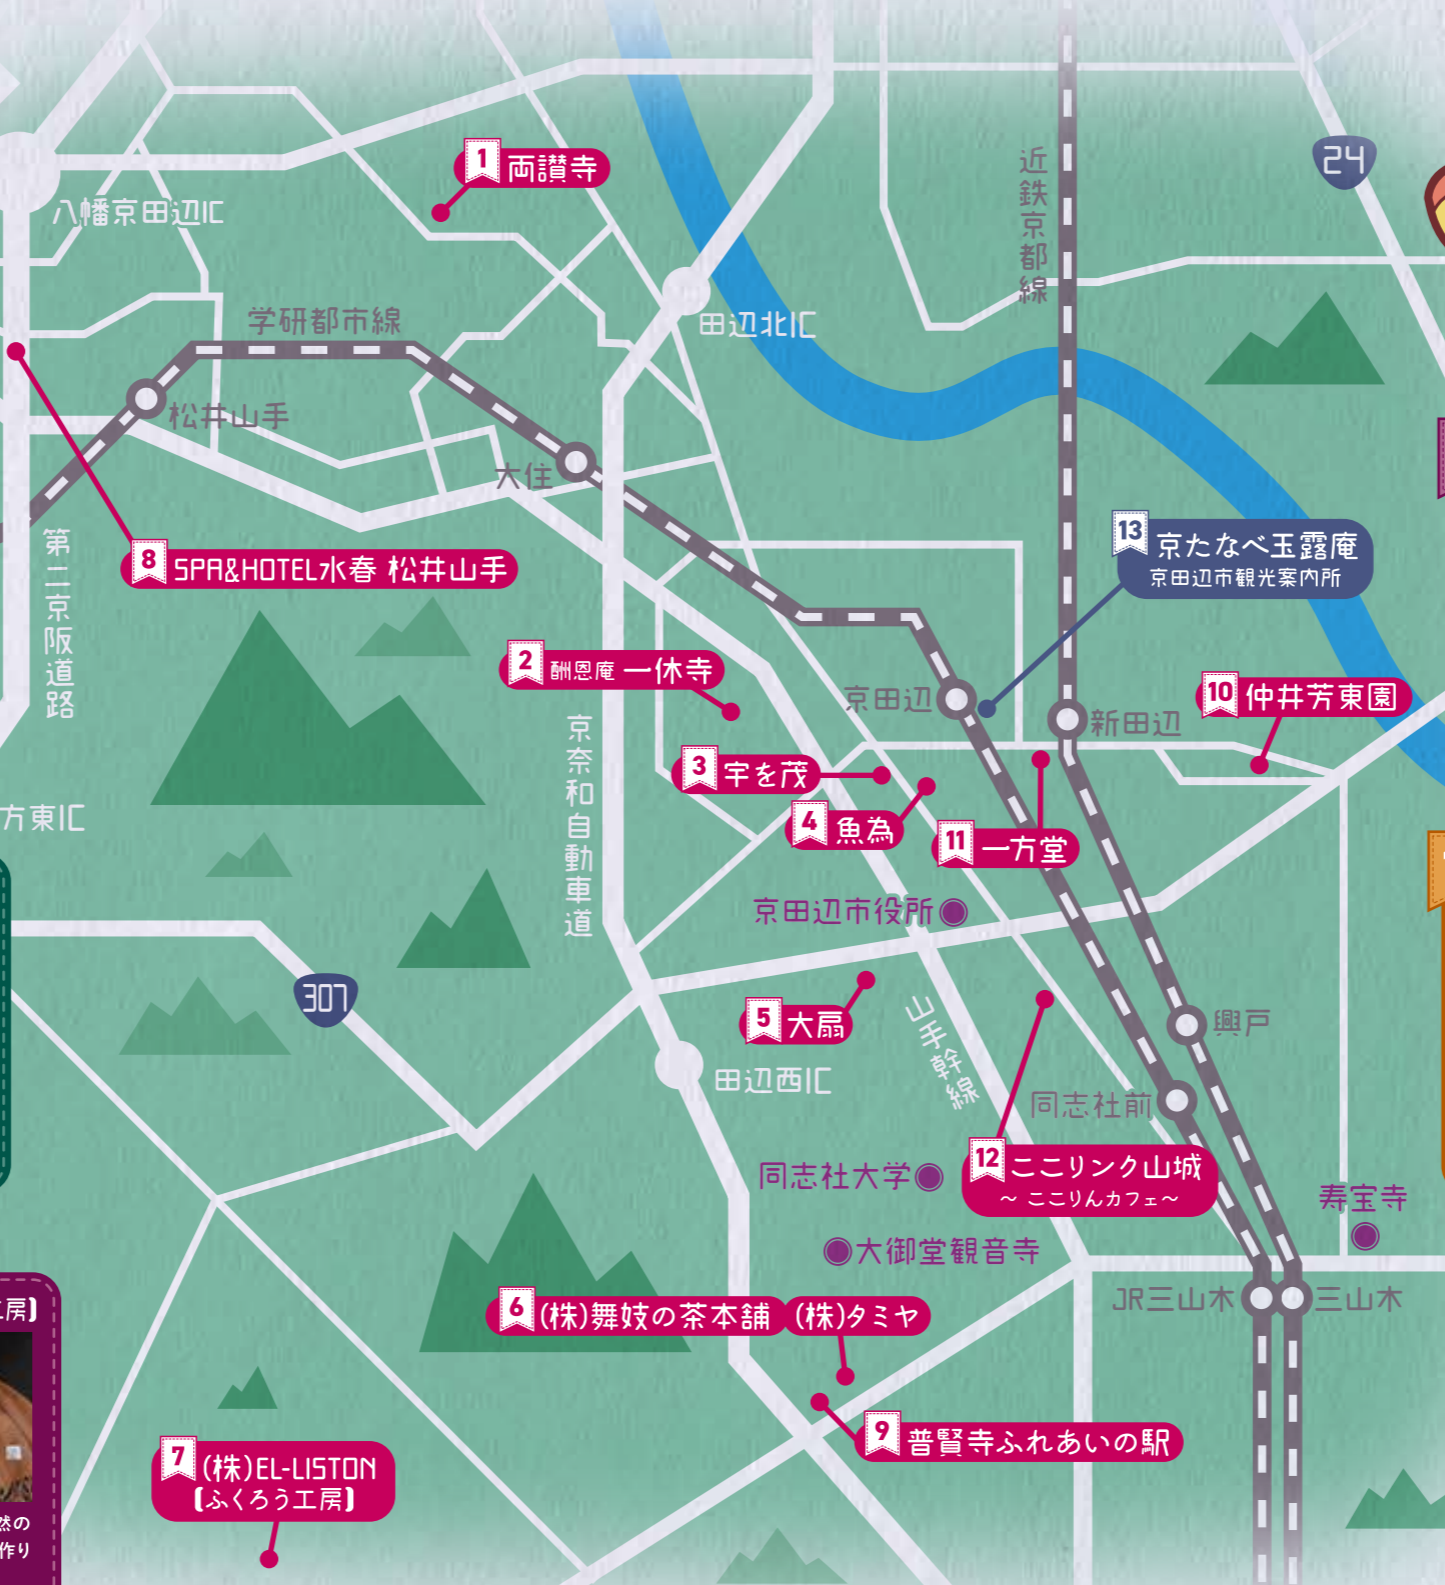 24
近鉄京都線
1 両讃寺
八幡京田辺IC
学研都市線
田辺北IC
松井山手
大住
第二京阪道路
8 SPA&HOTEL水春 松井山手
13 京たなべ玉露庵
京田辺市観光案内所
2 酬恩庵 一休寺
京田辺
10 仲井芳東園
新田辺
京奈和自動車道
3 宇を茂
4 魚為
11 一方堂
方東IC
京田辺市役所
307
5 大扇
山手幹線
興戸
田辺西IC
同志社前
12 ここリンク山城
～ ここりんカフェ～
同志社大学
寿宝寺
大御堂観音寺
JR三山木
三山木
6 (株)舞妓の茶本舗 (株)タミヤ
工房】
9 普賢寺ふれあいの駅
7 (株)EL-LISTON
【ふくろう工房】
然の
作り